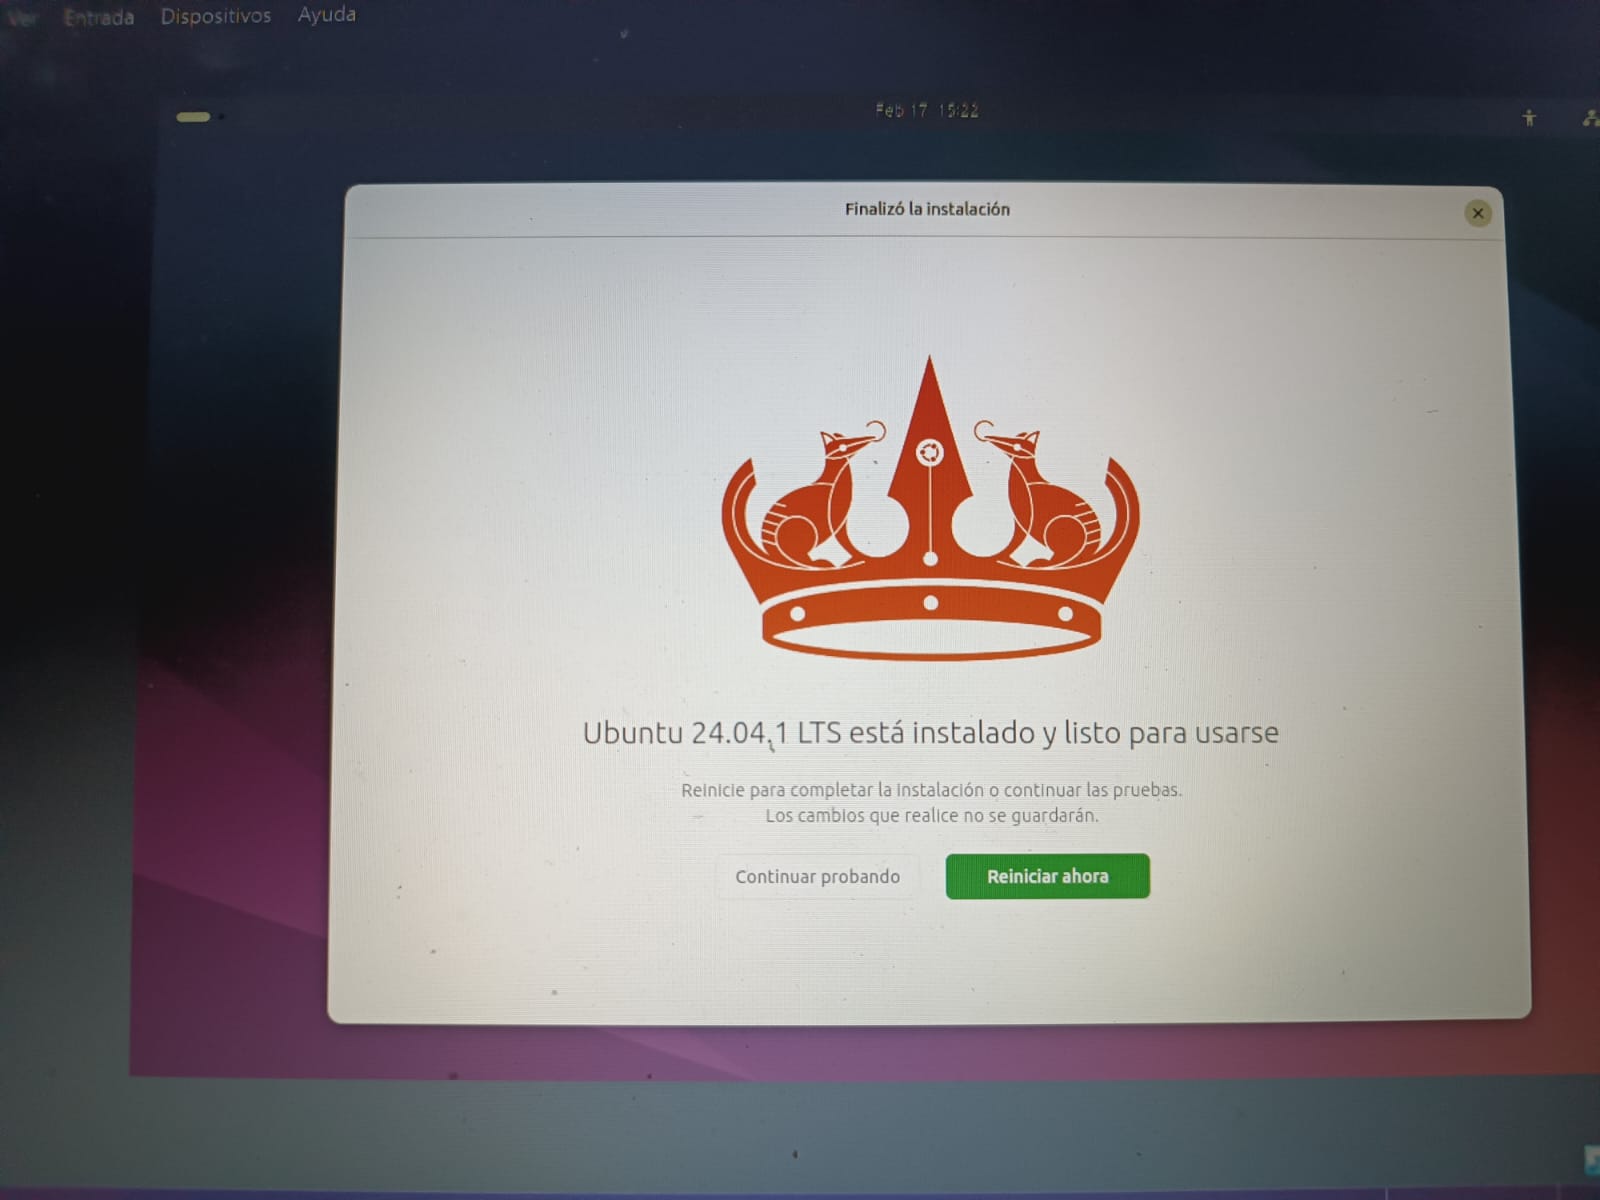 Ver Entrada Dispositivos Ayuda
Feb 17 15:22
Finalizó la instalación
Ubuntu 24.04.1 LTS está instalado y listo para usarse
Reinicie para completar la instalación o continuar las pruebas.
Los cambios que realice no se guardarán.
Continuar probando
Reiniciar ahora